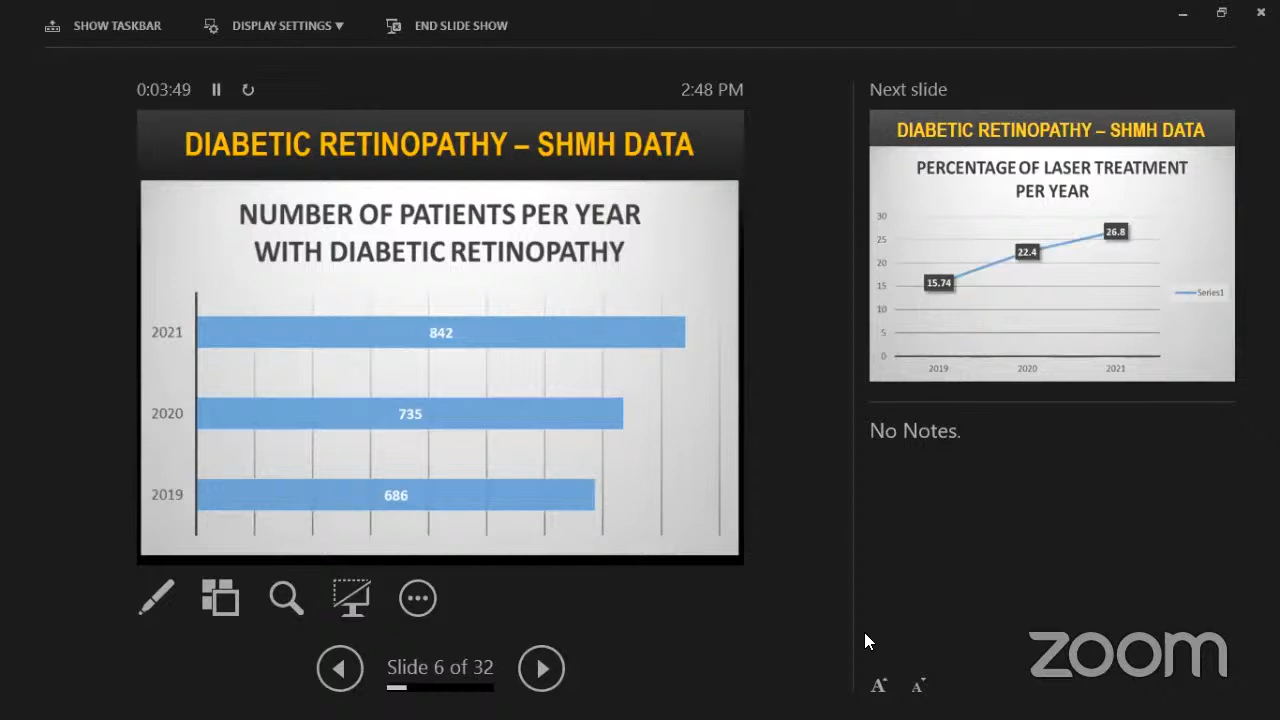 SHOW TASKBAR
DISPLAY SETTINGS ▼
END SLIDE SHOW
0:03:49
2:48 PM
DIABETIC RETINOPATHY – SHMH DATA
NUMBER OF PATIENTS PER YEAR
WITH DIABETIC RETINOPATHY
2021
842
2020
735
2019
686
Slide 6 of 32
Next slide
DIABETIC RETINOPATHY – SHMH DATA
PERCENTAGE OF LASER TREATMENT
PER YEAR
30
25
20
15
10
5
0
15.74
22.4
26.8
Series1
2019
2020
2021
No Notes.
A
A
zoom